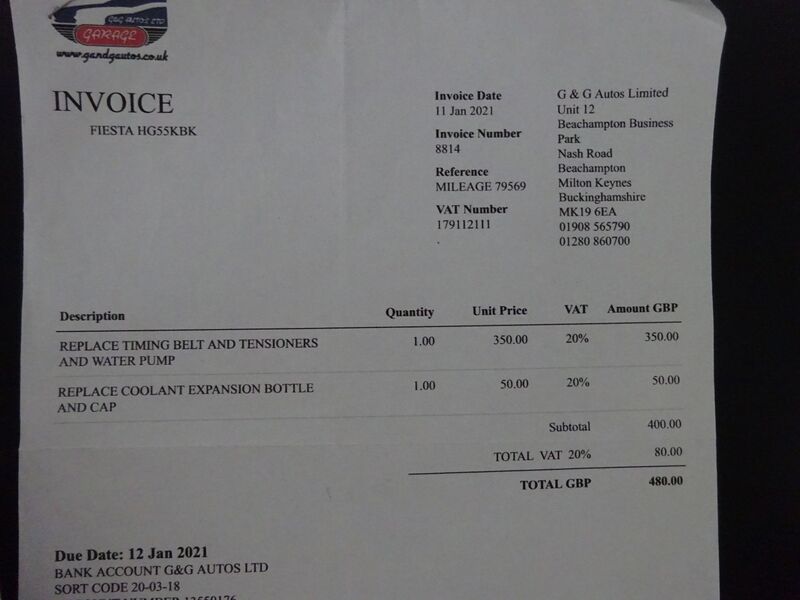 G&G AUTOS LTD
GARAGE
www.gandgautos.co.uk
INVOICE
FIESTA HG55KBK
Invoice Date
11 Jan 2021
Invoice Number
8814
Reference
MILEAGE 79569
VAT Number
179112111
.
G & G Autos Limited
Unit 12
Beachampton Business
Park
Nash Road
Beachampton
Milton Keynes
Buckinghamshire
MK19 6EA
01908 565790
01280 860700
Description Quantity Unit Price VAT Amount GBP
REPLACE TIMING BELT AND TENSIONERS 1.00 350.00 20% 350.00
AND WATER PUMP
REPLACE COOLANT EXPANSION BOTTLE 1.00 50.00 20% 50.00
AND CAP
Subtotal 400.00
TOTAL VAT 20% 80.00
TOTAL GBP 480.00
Due Date: 12 Jan 2021
BANK ACCOUNT G&G AUTOS LTD
SORT CODE 20-03-18